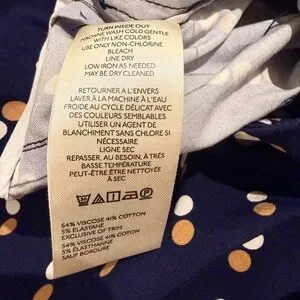 TURN INSIDE OUT
MACHINE WASH COLD GENTLE
WITH LIKE COLORS
USE ONLY NON-CHLORINE
BLEACH
LINE DRY
LOW IRON AS NEEDED
MAY BE DRY CLEANED
RETOURNER A L'ENVERS
LAVER À LA MACHINE À L'EAU
FROIDE AU CYCLE DÉLICAT AVEC
DES COULEURS SEMBLABLES
UTILISER UN AGENT DE
BLANCHIMENT SANS CHLORE SI
NÉCESSAIRE
LIGNE SEC
REPASSER, AU BESOIN, À TRÈS
BASSE TEMPÉRATURE
PEUT-ÊTRE ÊTRE NETTOYÉE
À SEC
54% VISCOSE 41% COTTON
5% ELASTANE
EXCLUSIVE OF TRIM
54% VISCOSE 41% COTON
5% ÉLASTHANNE
SAUF BORDURE